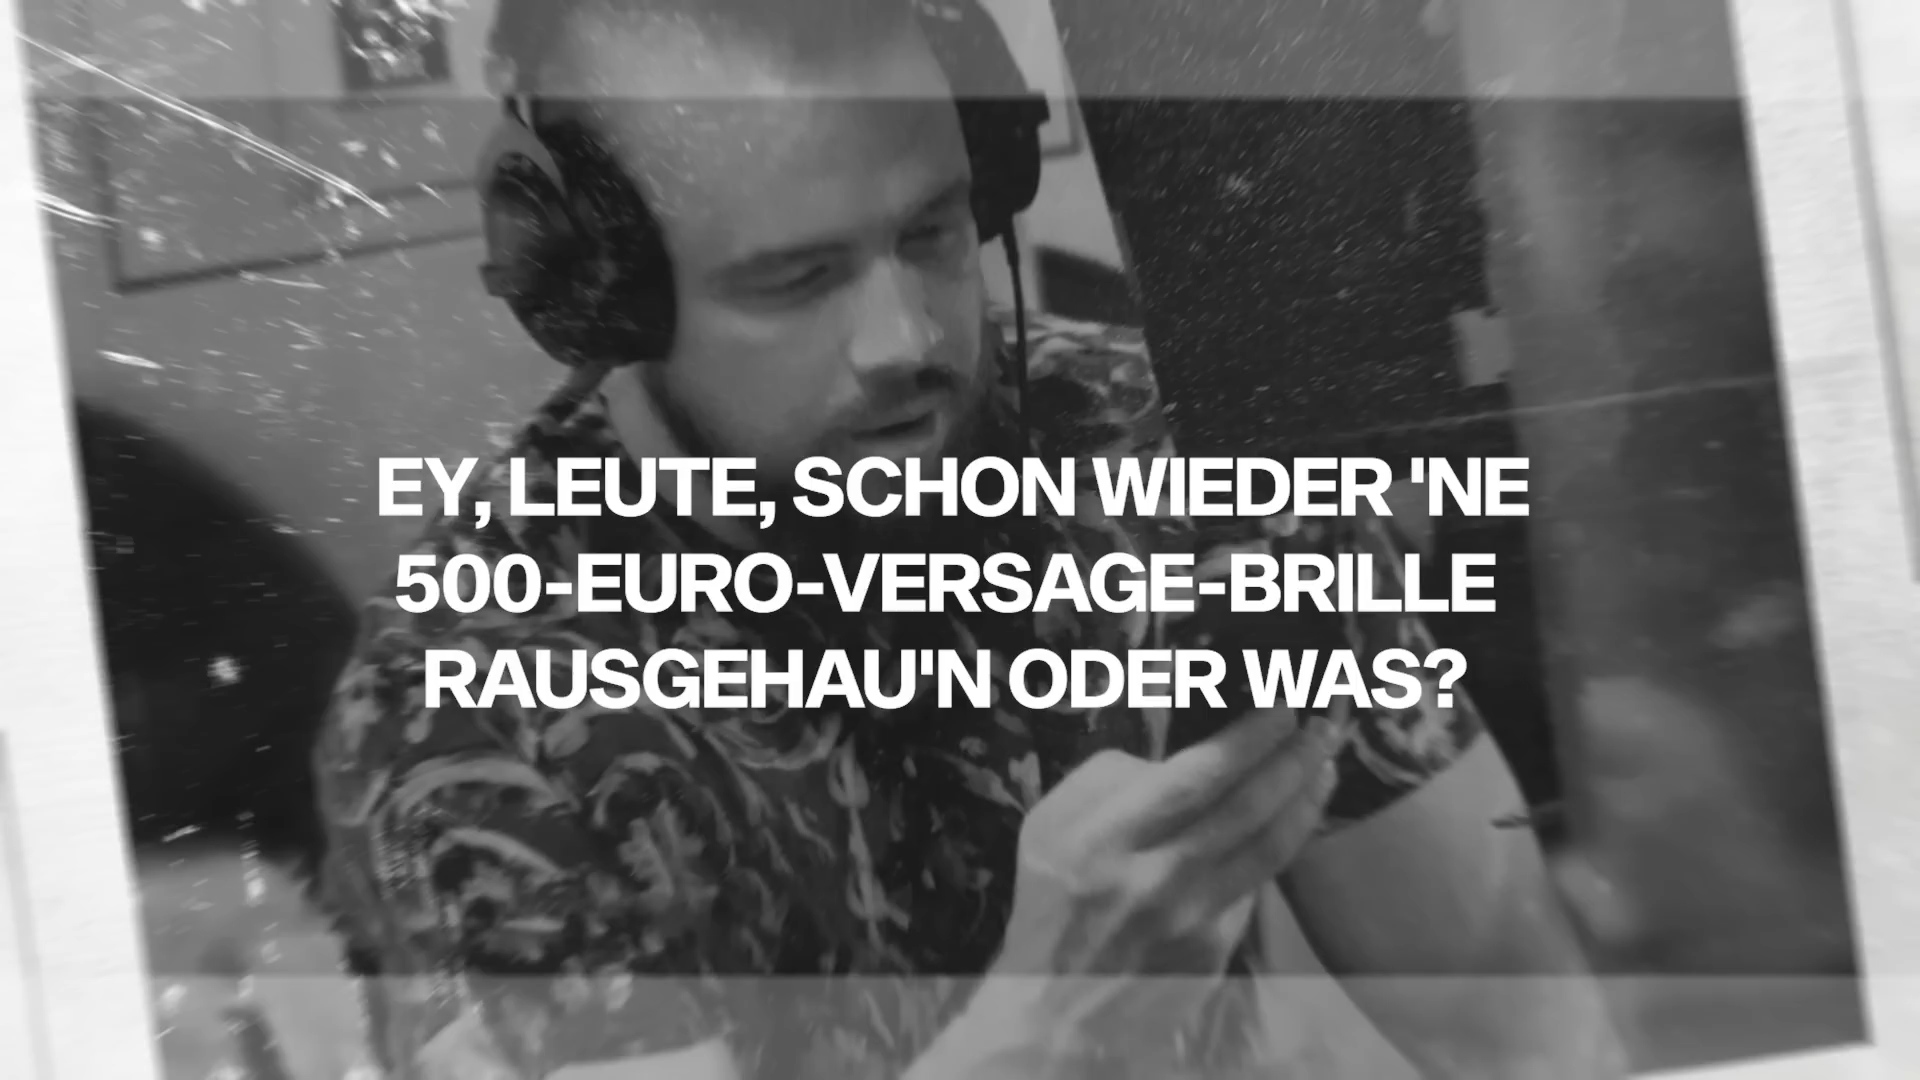 EY, LEUTE, SCHON WIEDER 'NE
500-EURO-VERSAGE-BRILLE
RAUSGEHAU'N ODER WAS?